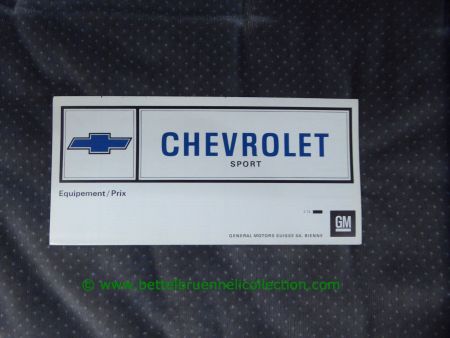 CHEVROLET
SPORT
Equipement / Prix
GM
GENERAL MOTORS SUISSE SA, BIENNE
© www.bettelbruennelicollection.com